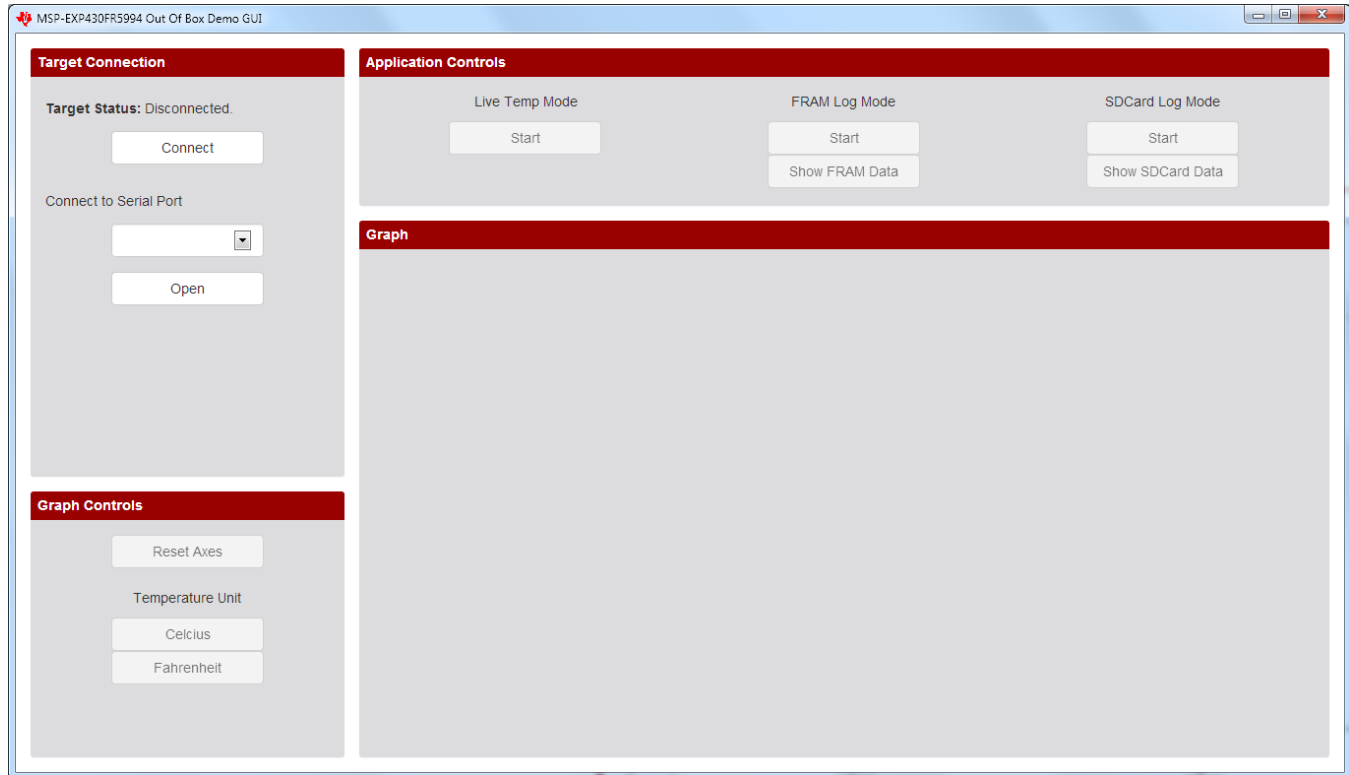 MSP-EXP430FR5994 Out Of Box Demo GUI
Target Connection
Target Status: Disconnected.
Connect
Connect to Serial Port
Open
Graph Controls
Reset Axes
Temperature Unit
Celcius
Fahrenheit
Application Controls
Live Temp Mode
Start
FRAM Log Mode
Start
Show FRAM Data
SDCard Log Mode
Start
Show SDCard Data
Graph